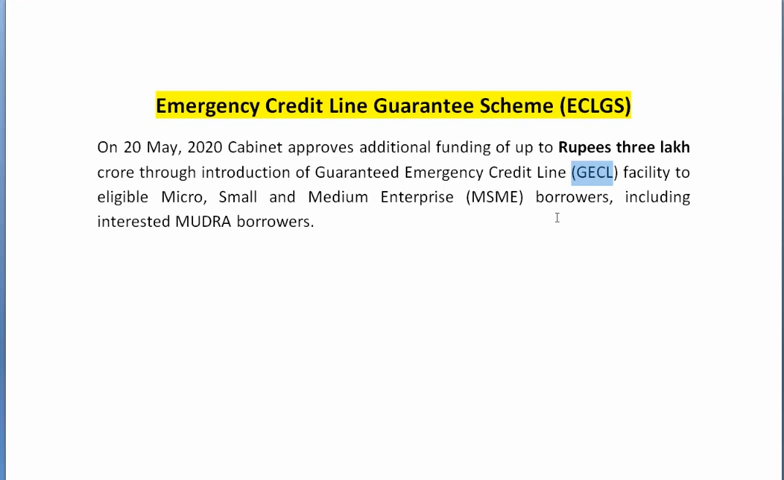 Emergency Credit Line Guarantee Scheme (ECLGS)
On 20 May, 2020 Cabinet approves additional funding of up to Rupees three lakh
crore through introduction of Guaranteed Emergency Credit Line (GECL) facility to
eligible Micro, Small and Medium Enterprise (MSME) borrowers, including
interested MUDRA borrowers.